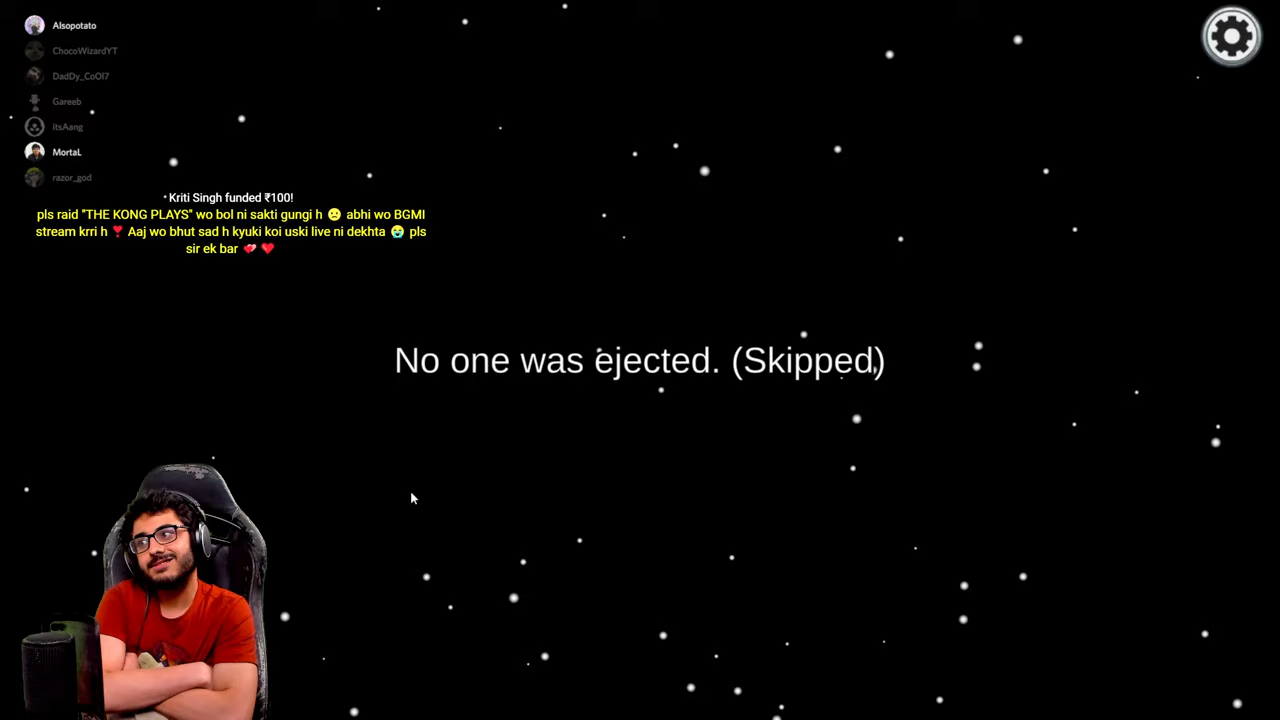 Alsopotato
ChocoWizardYT
DadDy_CoOl7
Gareeb
itsAang
MortaL
razor_god
Kriti Singh funded ₹100!
pls raid "THE KONG PLAYS" wo bol ni sakti gungi h 🙁 abhi wo BGMI
stream krri h ❣️ Aaj wo bhut sad h kyuki koi uski live ni dekhta 😭 pls
sir ek bar 💞 ❤️
No one was ejected. (Skipped)